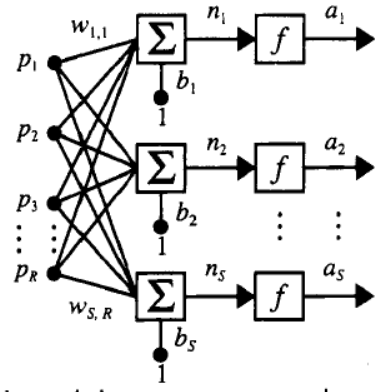 w1,1 Σ n1 f a1
p1
b1
1
p2
Σ n2 f a2
p3
b2
1
pR
wS, R Σ nS f aS
bS
1